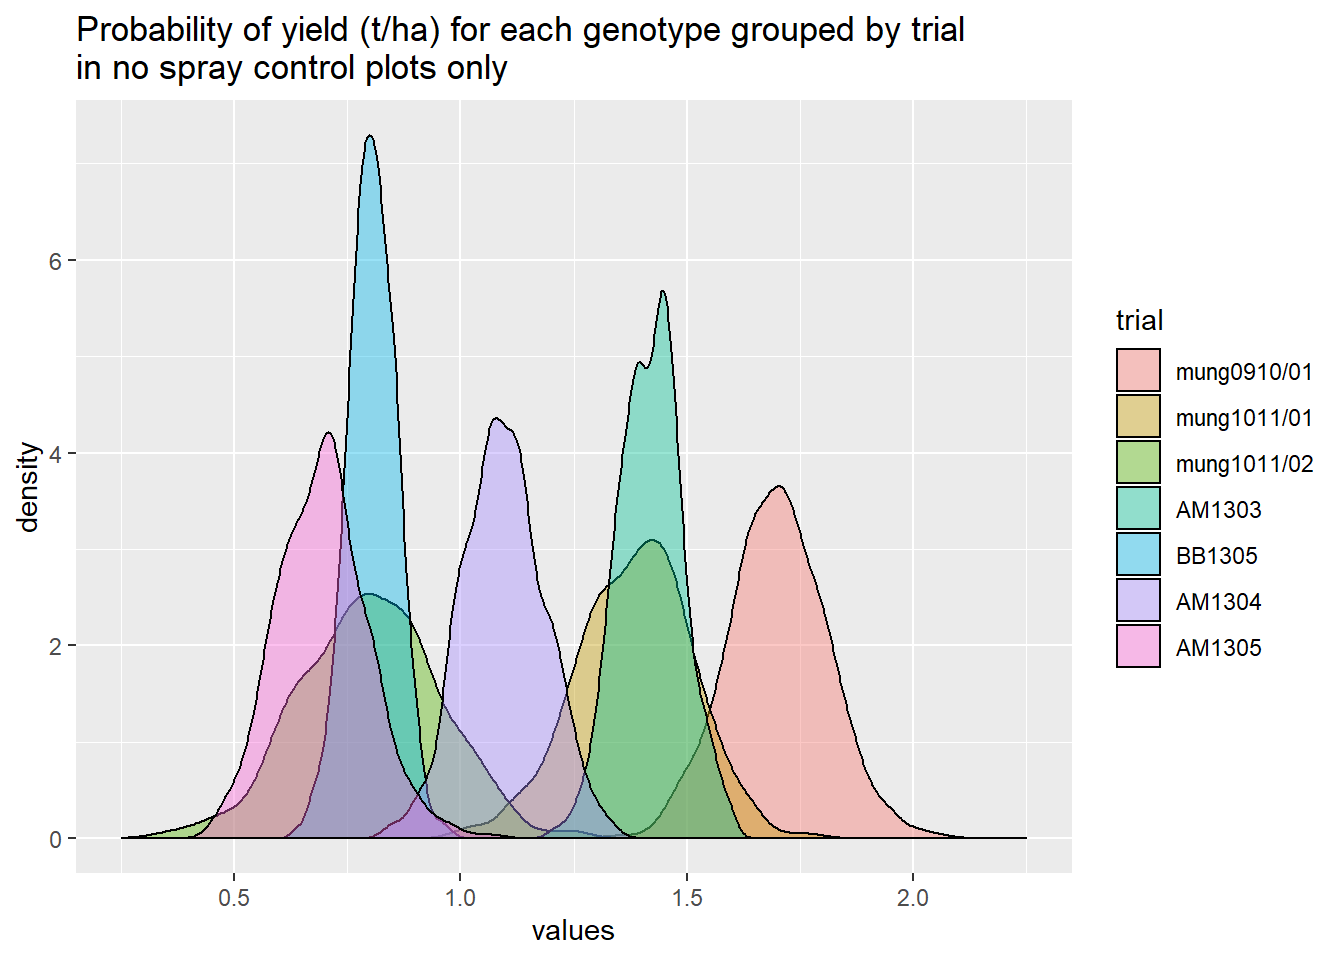 Probability of yield (t/ha) for each genotype grouped by trial
in no spray control plots only
density
6
4
2
0
0.5
1.0
1.5
2.0
values
trial
mung0910/01
mung1011/01
mung1011/02
AM1303
BB1305
AM1304
AM1305